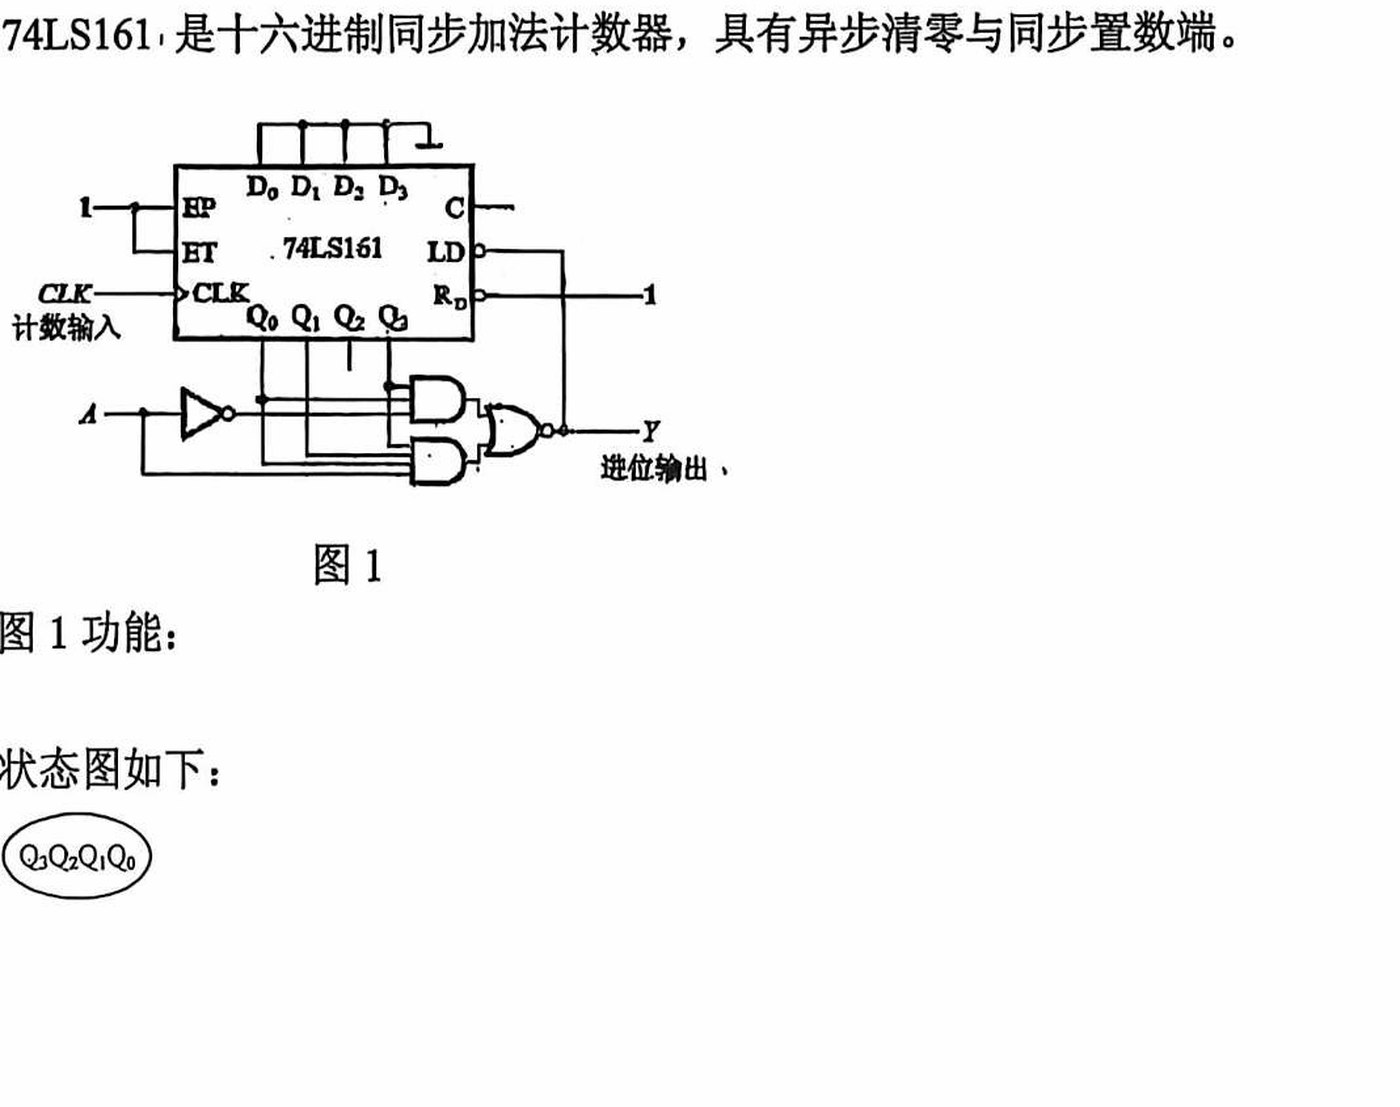 74LS161 是十六进制同步加法计数器，具有异步清零与同步置数端。
D₀ D₁ D₂ D₃
1 EP C
ET 74LS161 LD
CLK CLK R_D 1
计数输入 Q₀ Q₁ Q₂ Q₃
A Y
进位输出
图 1
图 1 功能：
状态图如下：
Q₃Q₂Q₁Q₀